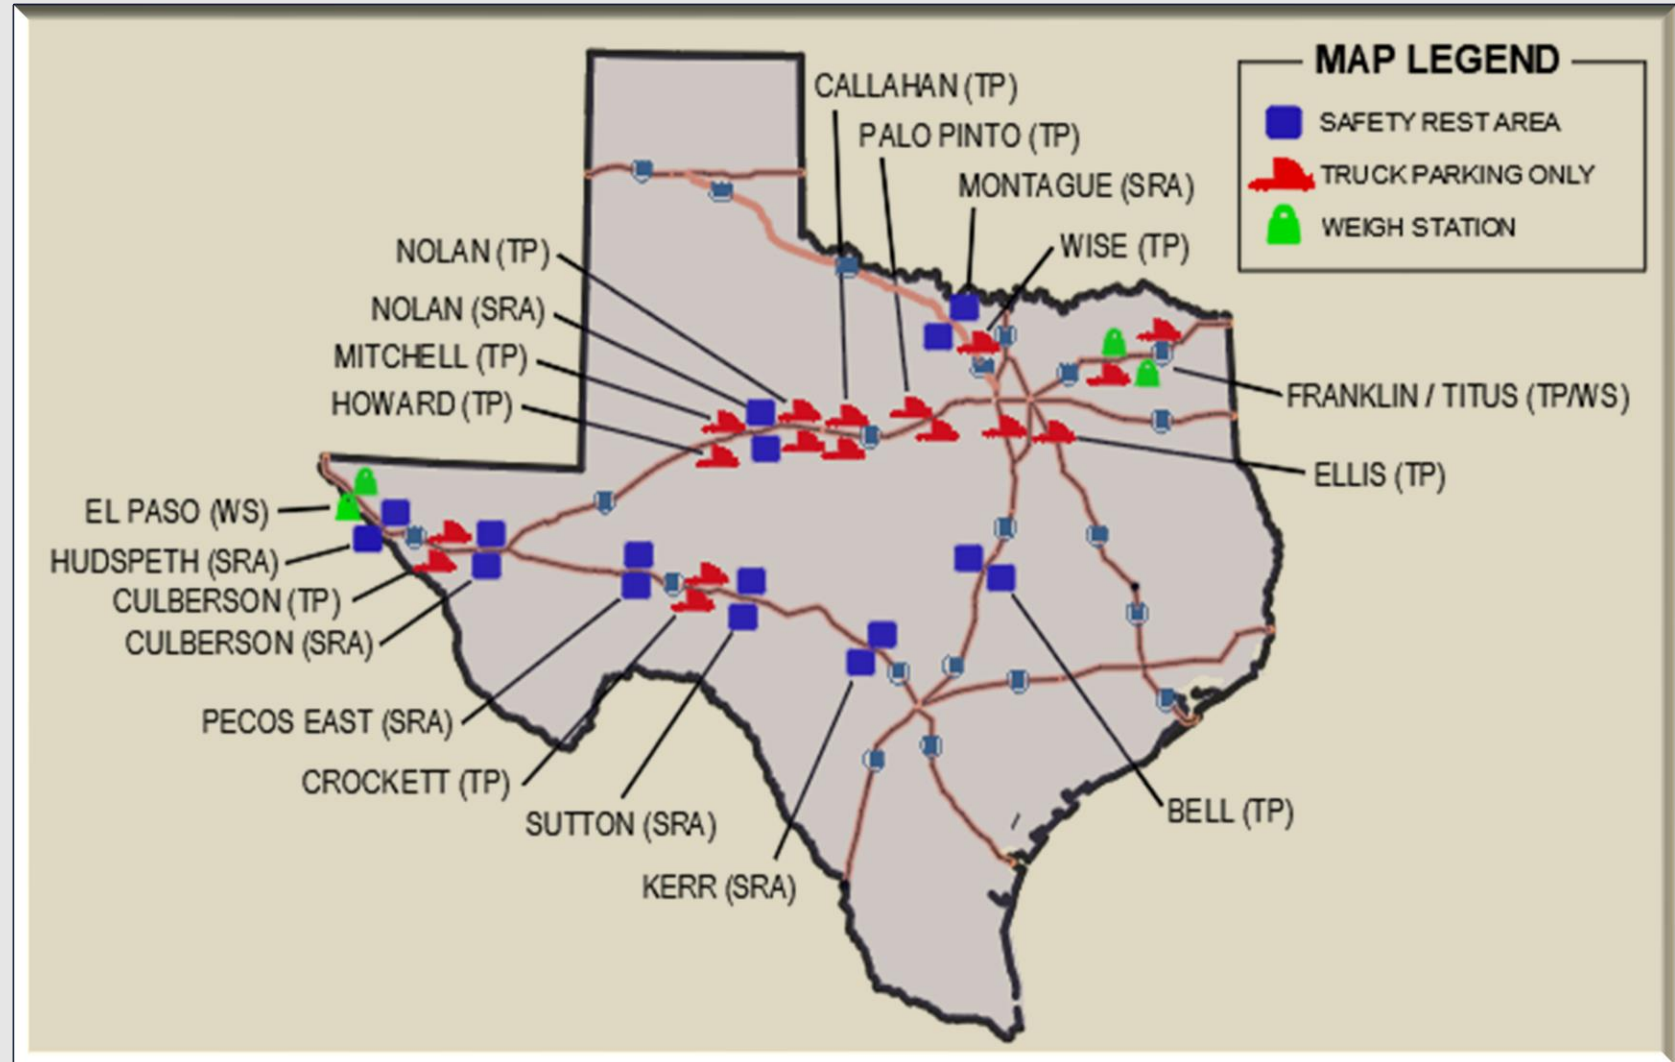 MAP LEGEND
SAFETY REST AREA
TRUCK PARKING ONLY
WEIGH STATION
CALLAHAN (TP)
PALO PINTO (TP)
MONTAGUE (SRA)
WISE (TP)
NOLAN (TP)
NOLAN (SRA)
MITCHELL (TP)
HOWARD (TP)
FRANKLIN / TITUS (TP/WS)
ELLIS (TP)
EL PASO (WS)
HUDSPETH (SRA)
CULBERSON (TP)
CULBERSON (SRA)
PECOS EAST (SRA)
CROCKETT (TP)
SUTTON (SRA)
KERR (SRA)
BELL (TP)